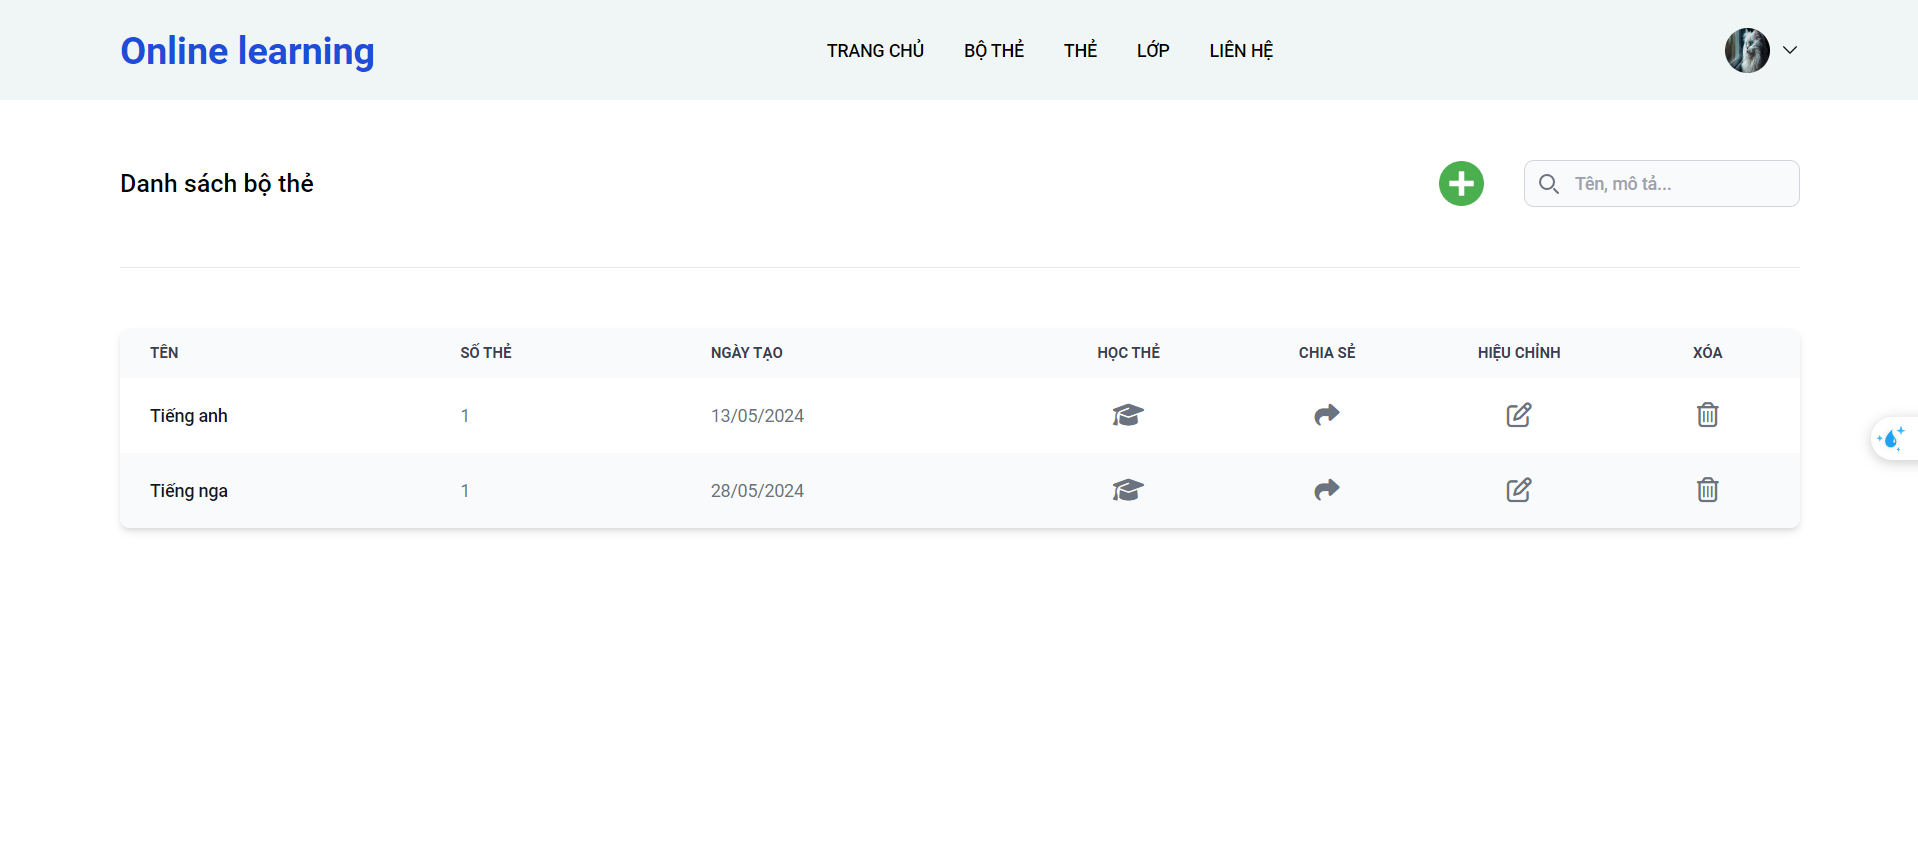 Online learning
TRANG CHỦ BỘ THẺ THẺ LỚP LIÊN HỆ
Danh sách bộ thẻ
Tên, mô tả...
TÊN SỐ THẺ NGÀY TẠO HỌC THẺ CHIA SẺ HIỆU CHỈNH XÓA
Tiếng anh 1 13/05/2024
Tiếng nga 1 28/05/2024